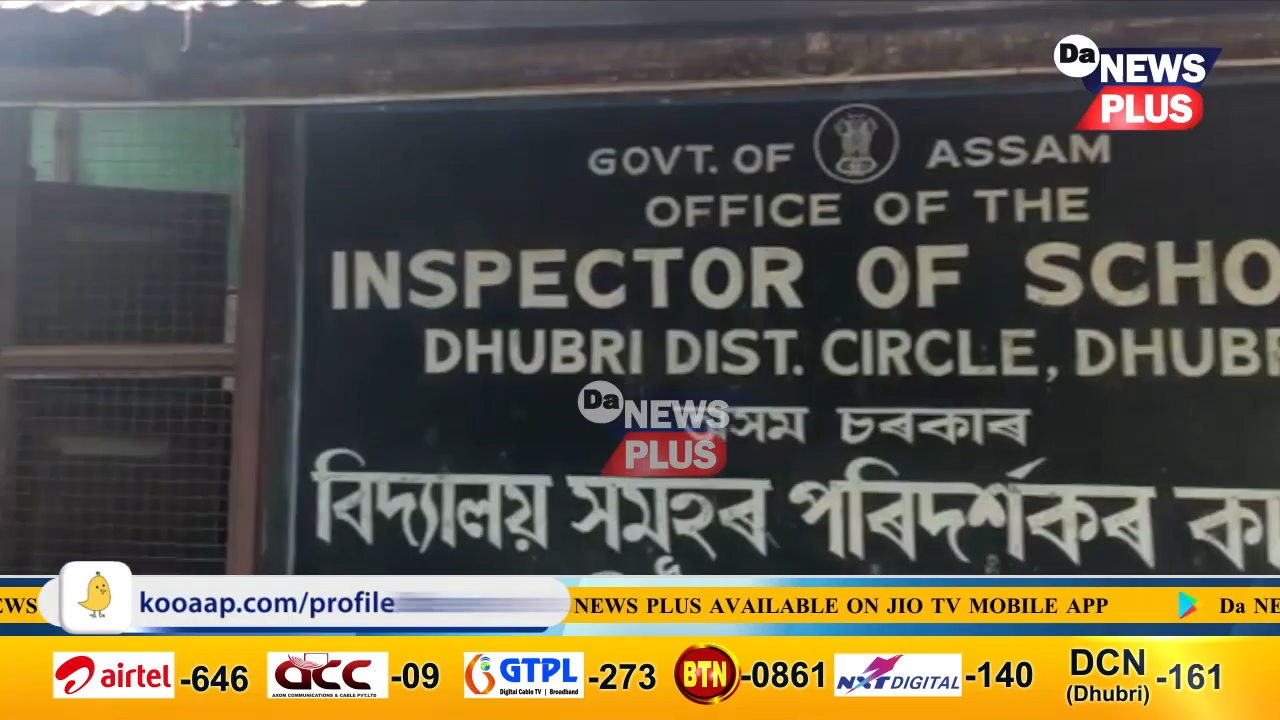 Da NEWS PLUS
GOVT. OF ASSAM
OFFICE OF THE
INSPECTOR OF SCHO
DHUBRI DIST. CIRCLE, DHUB
Da NEWS PLUS
অসম চৰকাৰ
বিদ্যালয় সমূহৰ পৰিদৰ্শকৰ কা
EWS
kooaap.com/profile
NEWS PLUS AVAILABLE ON JIO TV MOBILE APP
Da NE
airtel -646
ACC -09
AXON COMMUNICATIONS & CABLE PVT.LTD
GTPL -273
Digital Cable TV | Broadband
BTN -0861
NXT DIGITAL -140
DCN (Dhubri) -161